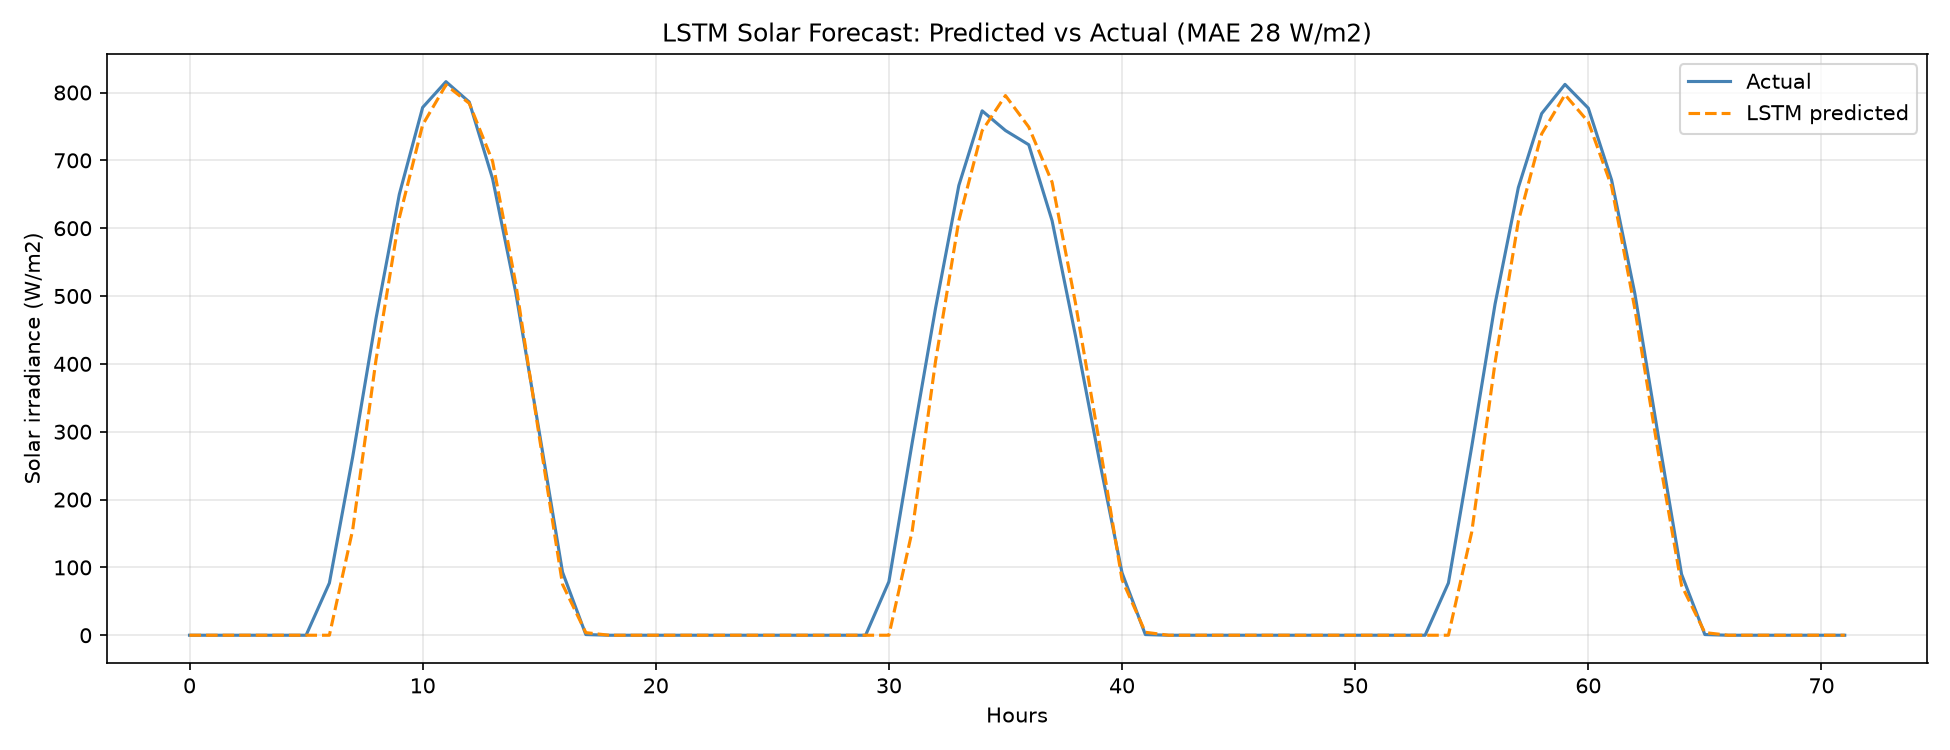 LSTM Solar Forecast: Predicted vs Actual (MAE 28 W/m2)
Actual
LSTM predicted
Solar irradiance (W/m2)
800
700
600
500
400
300
200
100
0
0 10 20 30 40 50 60 70
Hours